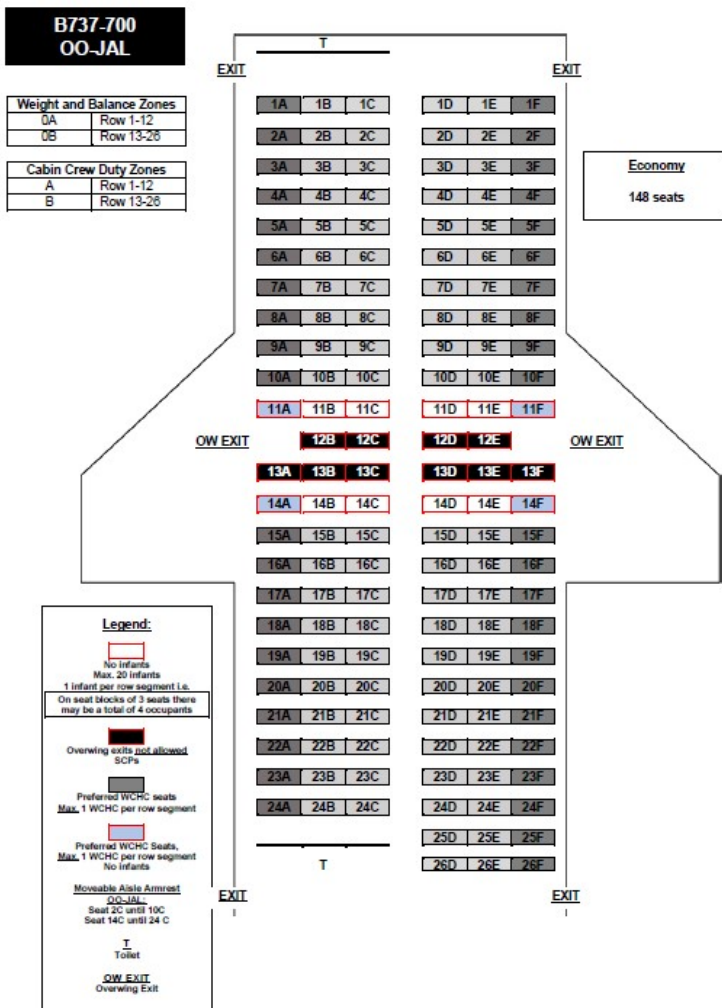 B737-700
OO-JAL
T
EXIT EXIT
Weight and Balance Zones
0A Row 1-12
0B Row 13-26
Cabin Crew Duty Zones
A Row 1-12
B Row 13-26
Economy
148 seats
1A 1B 1C 1D 1E 1F
2A 2B 2C 2D 2E 2F
3A 3B 3C 3D 3E 3F
4A 4B 4C 4D 4E 4F
5A 5B 5C 5D 5E 5F
6A 6B 6C 6D 6E 6F
7A 7B 7C 7D 7E 7F
8A 8B 8C 8D 8E 8F
9A 9B 9C 9D 9E 9F
10A 10B 10C 10D 10E 10F
11A 11B 11C 11D 11E 11F
OW EXIT 12B 12C 12D 12E OW EXIT
13A 13B 13C 13D 13E 13F
14A 14B 14C 14D 14E 14F
15A 15B 15C 15D 15E 15F
16A 16B 16C 16D 16E 16F
17A 17B 17C 17D 17E 17F
18A 18B 18C 18D 18E 18F
19A 19B 19C 19D 19E 19F
20A 20B 20C 20D 20E 20F
21A 21B 21C 21D 21E 21F
22A 22B 22C 22D 22E 22F
23A 23B 23C 23D 23E 23F
24A 24B 24C 24D 24E 24F
25D 25E 25F
T 26D 26E 26F
EXIT EXIT
Legend:
No infants
Max. 20 infants
1 infant per row segment i.e.
On seat blocks of 3 seats there
may be a total of 4 occupants
Overwing exits not allowed
SCPs
Preferred WCHC seats
Max. 1 WCHC per row segment
Preferred WCHC Seats,
Max. 1 WCHC per row segment
No infants
Moveable Aisle Armrest
OO-JAL:
Seat 2C until 10C
Seat 14C until 24 C
T
Toilet
OW EXIT
Overwing Exit